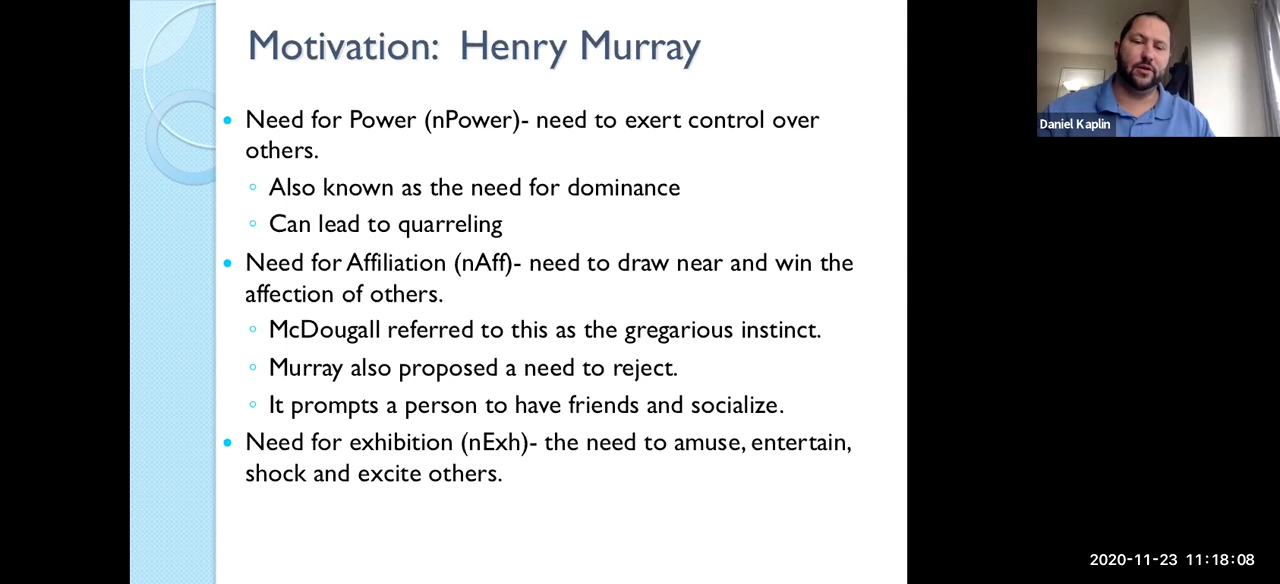 Motivation: Henry Murray
Need for Power (nPower)- need to exert control over
others.
Also known as the need for dominance
Can lead to quarreling
Need for Affiliation (nAff)- need to draw near and win the
affection of others.
McDougall referred to this as the gregarious instinct.
Murray also proposed a need to reject.
It prompts a person to have friends and socialize.
Need for exhibition (nExh)- the need to amuse, entertain,
shock and excite others.
Daniel Kaplin
2020-11-23 11:18:08